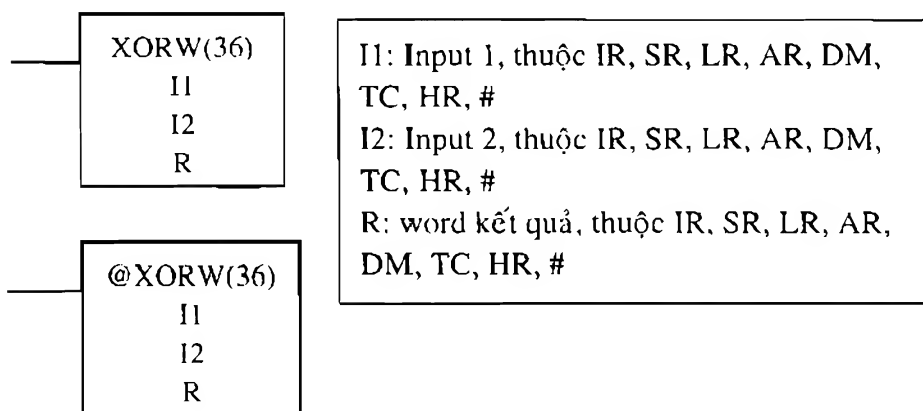 XORW(36)
I1
I2
R
I1: Input 1, thuộc IR, SR, LR, AR, DM,
TC, HR, #
I2: Input 2, thuộc IR, SR, LR, AR, DM,
TC, HR, #
R: word kết quả, thuộc IR, SR, LR, AR,
DM, TC, HR, #
@XORW(36)
I1
I2
R